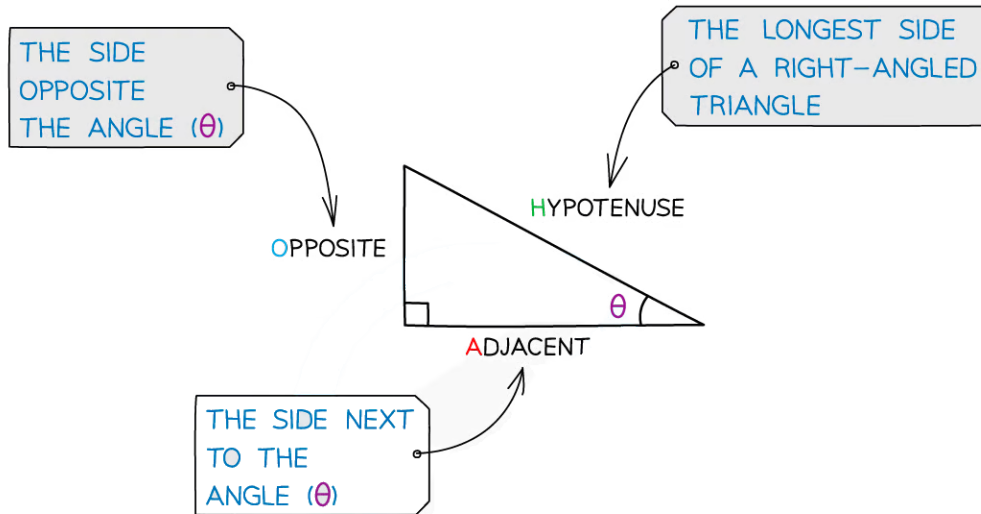 THE SIDE
OPPOSITE
THE ANGLE (θ)
THE LONGEST SIDE
OF A RIGHT-ANGLED
TRIANGLE
HYPOTENUSE
OPPOSITE
θ
ADJACENT
THE SIDE NEXT
TO THE
ANGLE (θ)